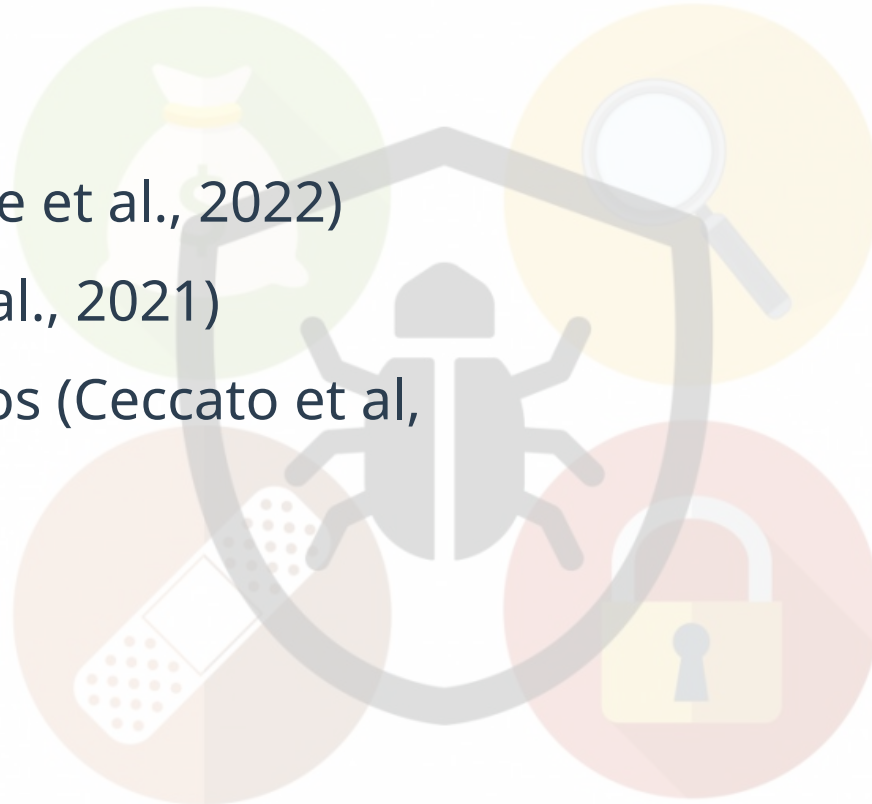 e et al., 2022)
al., 2021)
os (Ceccato et al,